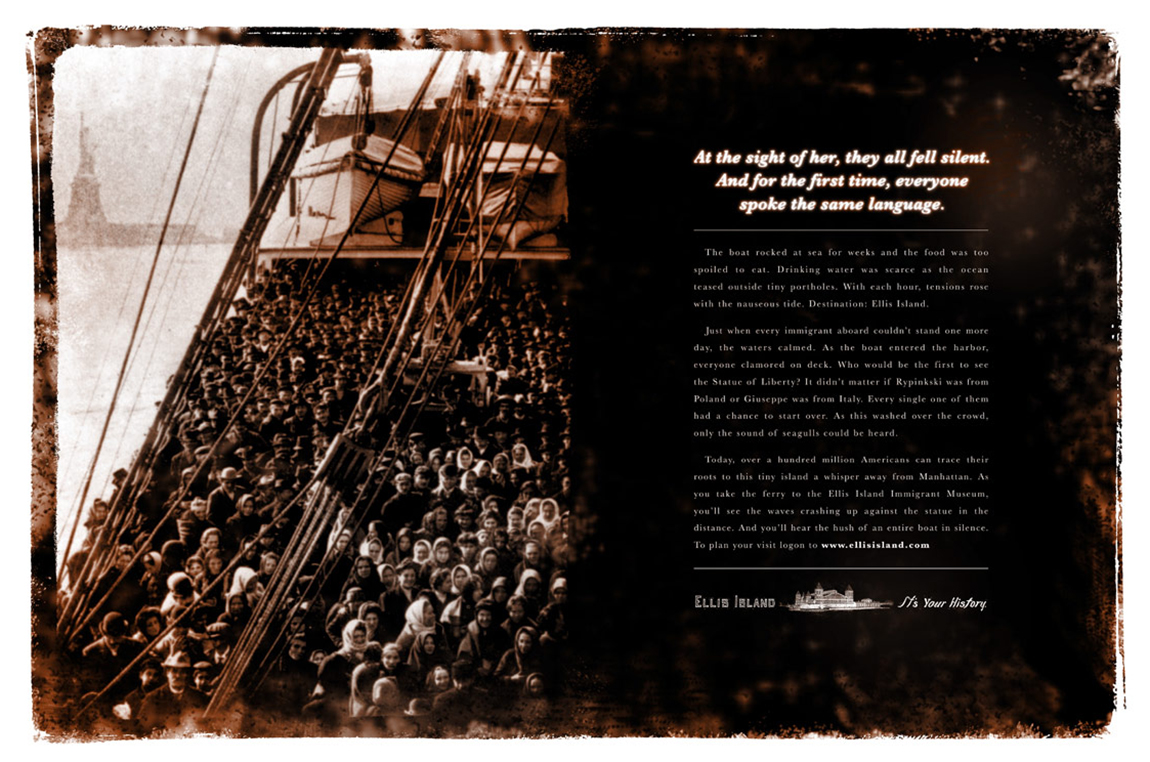 At the sight of her, they all fell silent.
And for the first time, everyone
spoke the same language.
The boat rocked at sea for weeks and the food was too
spoiled to eat. Drinking water was scarce as the ocean
teased outside tiny portholes. With each hour, tensions rose
with the nauseous tide. Destination: Ellis Island.
Just when every immigrant aboard couldn't stand one more
day, the waters calmed. As the boat entered the harbor,
everyone clamored on deck. Who would be the first to see
the Statue of Liberty? It didn't matter if Rypinkski was from
Poland or Giuseppe was from Italy. Every single one of them
had a chance to start over. As this washed over the crowd,
only the sound of seagulls could be heard.
Today, over a hundred million Americans can trace their
roots to this tiny island a whisper away from Manhattan. As
you take the ferry to the Ellis Island Immigrant Museum,
you'll see the waves crashing up against the statue in the
distance. And you'll hear the hush of an entire boat in silence.
To plan your visit logon to www.ellisisland.com
Ellis Island It's Your History.